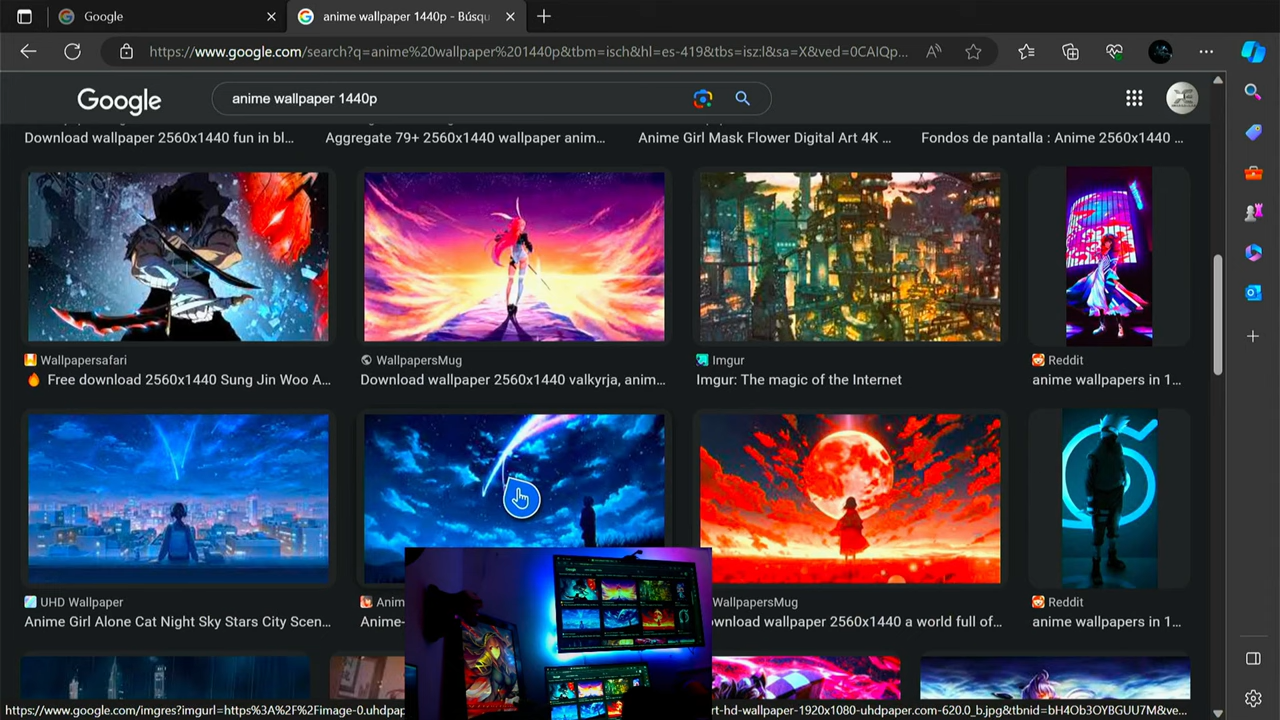 Google
anime wallpaper 1440p - Búsqu
https://www.google.com/search?q=anime%20wallpaper%201440p&tbm=isch&hl=es-419&tbs=isz:l&sa=X&ved=0CAIQp...
Google
anime wallpaper 1440p
Download wallpaper 2560x1440 fun in bl...
Aggregate 79+ 2560x1440 wallpaper anim...
Anime Girl Mask Flower Digital Art 4K ...
Fondos de pantalla : Anime 2560x1440 ...
Wallpapersafari
Free download 2560x1440 Sung Jin Woo A...
WallpapersMug
Download wallpaper 2560x1440 valkyrja, anim...
Imgur
Imgur: The magic of the Internet
Reddit
anime wallpapers in 1...
UHD Wallpaper
Anime Girl Alone Cat Night Sky Stars City Scen...
Anim
Anime-
WallpapersMug
wnload wallpaper 2560x1440 a world full of...
Reddit
anime wallpapers in 1...
https://www.google.com/imgres?imgurl=https%3A%2F%2Fimage-0.uhdpap
rt-hd-wallpaper-1920x1080-uhdpaper.com-620.0_b.jpg&tbnid=bH4Ob3OYBGUU7M&ve...